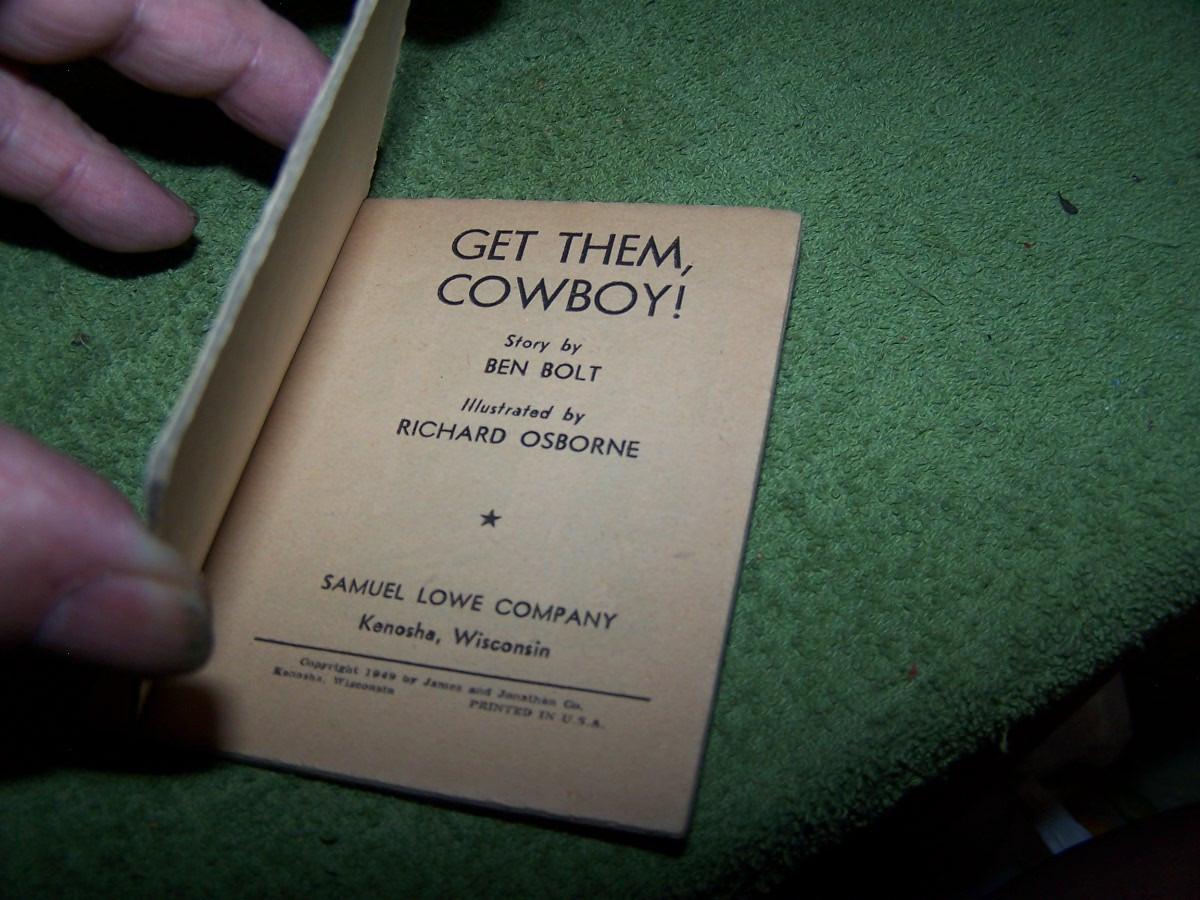 GET THEM,
COWBOY!
Story by
BEN BOLT
Illustrated by
RICHARD OSBORNE
SAMUEL LOWE COMPANY
Kenosha, Wisconsin
Copyright 1949 by James and Jonathan Co.
Kenosha, Wisconsin
PRINTED IN U.S.A.